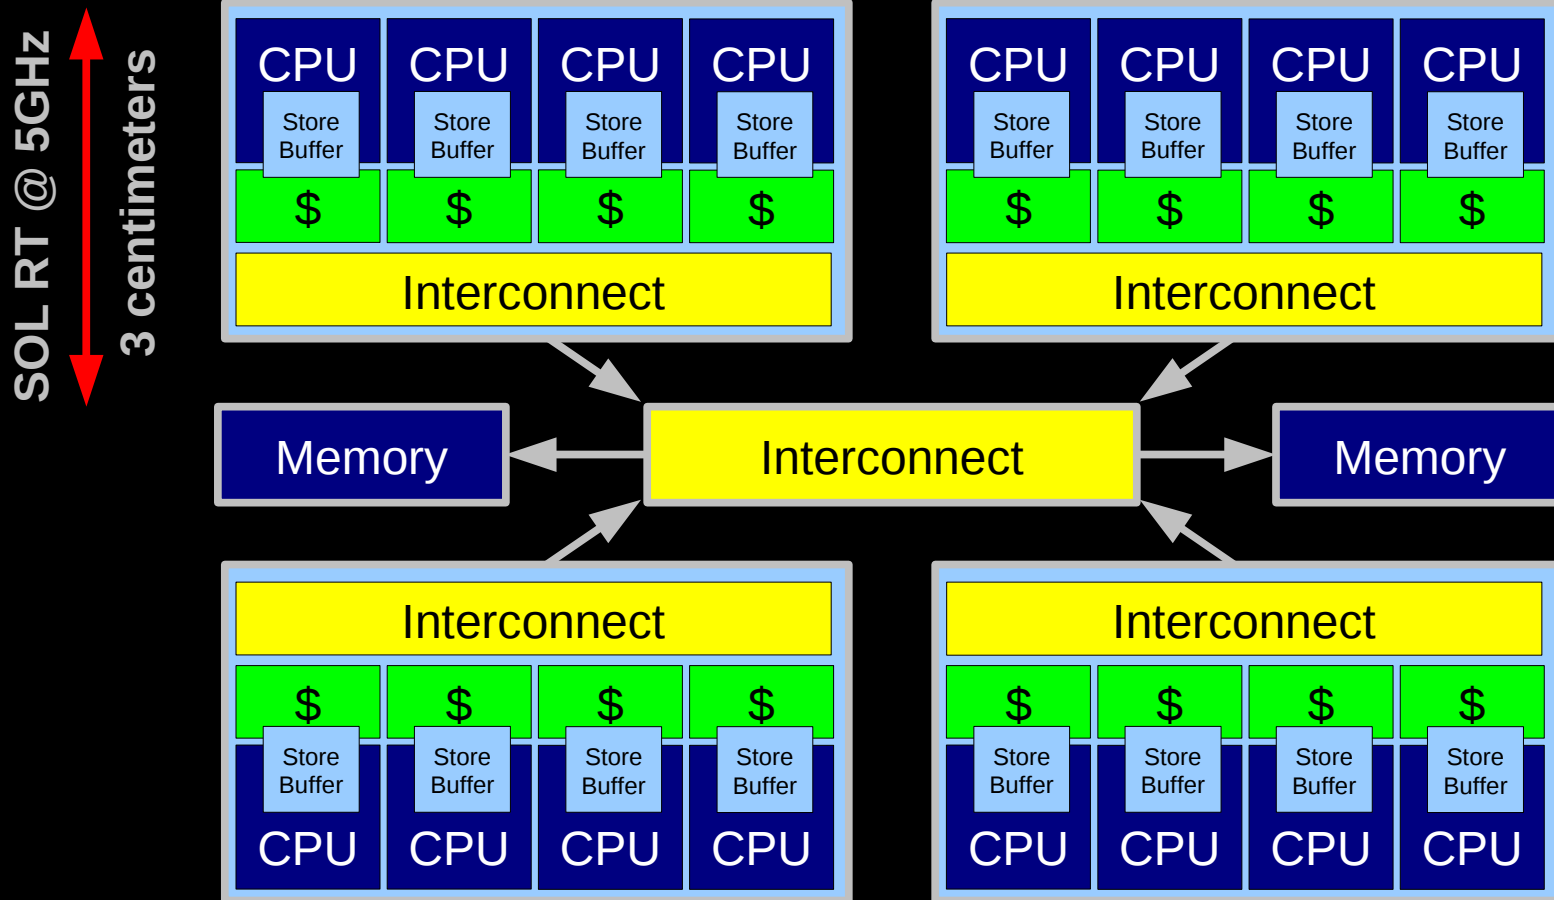 SOL RT @ 5GHz
3 centimeters
CPU CPU CPU CPU
Store Store Store Store
Buffer Buffer Buffer Buffer
$ $ $ $
Interconnect
CPU CPU CPU CPU
Store Store Store Store
Buffer Buffer Buffer Buffer
$ $ $ $
Interconnect
Memory Interconnect Memory
Interconnect
$ $ $ $
Store Store Store Store
Buffer Buffer Buffer Buffer
CPU CPU CPU CPU
Interconnect
$ $ $ $
Store Store Store Store
Buffer Buffer Buffer Buffer
CPU CPU CPU CPU